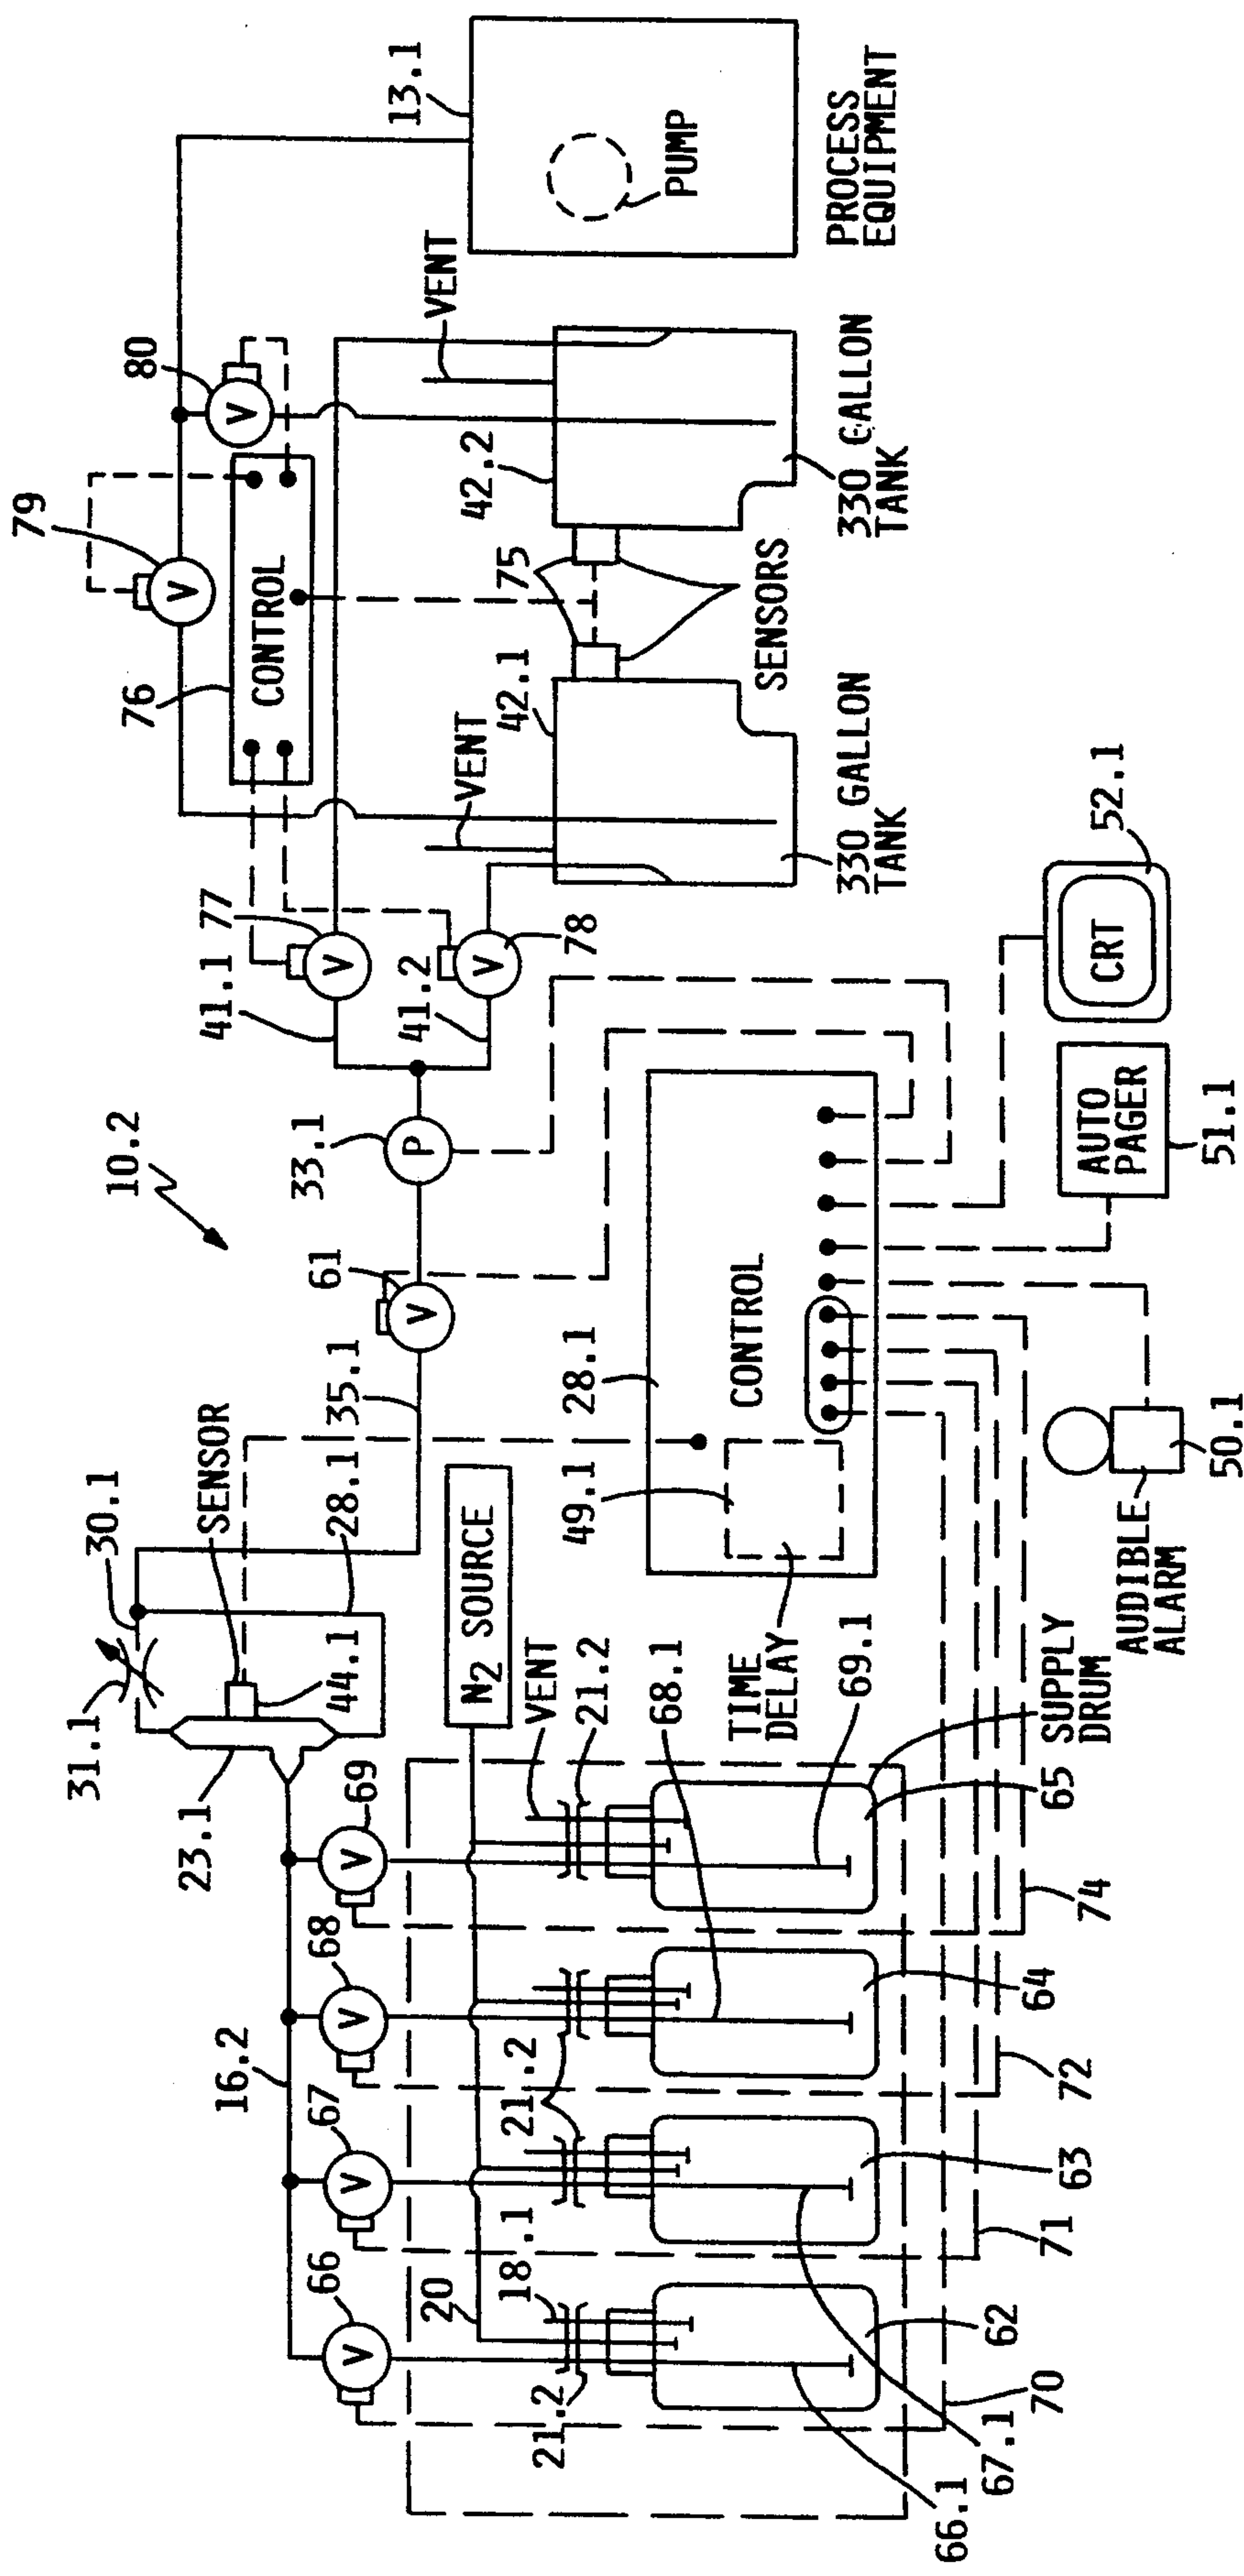 10.2
79
80
13.1
76
CONTROL
V
V
PUMP
PROCESS
EQUIPMENT
VENT
VENT
42.1
42.2
75
SENSORS
330 GALLON
TANK
330 GALLON
TANK
77
V
41.1
41.2
V
78
33.1
P
61
V
35.1
30.1
31.1
SENSOR
28.1
44.1
23.1
N2 SOURCE
VENT
21.2
68.1
69.1
TIME
DELAY
49.1
28.1
CONTROL
SUPPLY
DRUM
65
AUDIBLE
ALARM
50.1
AUTO
PAGER
51.1
CRT
52.1
16.2
66
V
67
V
68
V
69
V
20
18.1
21.2
21.2
62
63
64
66.1
67.1
70
71
72
74